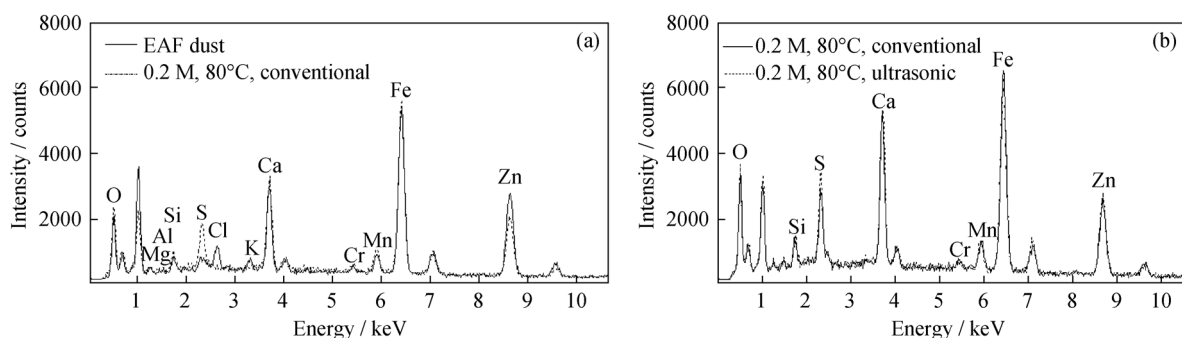 8000
6000
4000
2000
Intensity / counts
(a)
EAF dust
0.2 M, 80°C, conventional
O
Mg
Al
Si
S
Cl
K
Ca
Cr
Mn
Fe
Zn
1 2 3 4 5 6 7 8 9 10
Energy / keV
8000
6000
4000
2000
Intensity / counts
(b)
0.2 M, 80°C, conventional
0.2 M, 80°C, ultrasonic
O
Si
S
Ca
Cr
Mn
Fe
Zn
1 2 3 4 5 6 7 8 9 10
Energy / keV